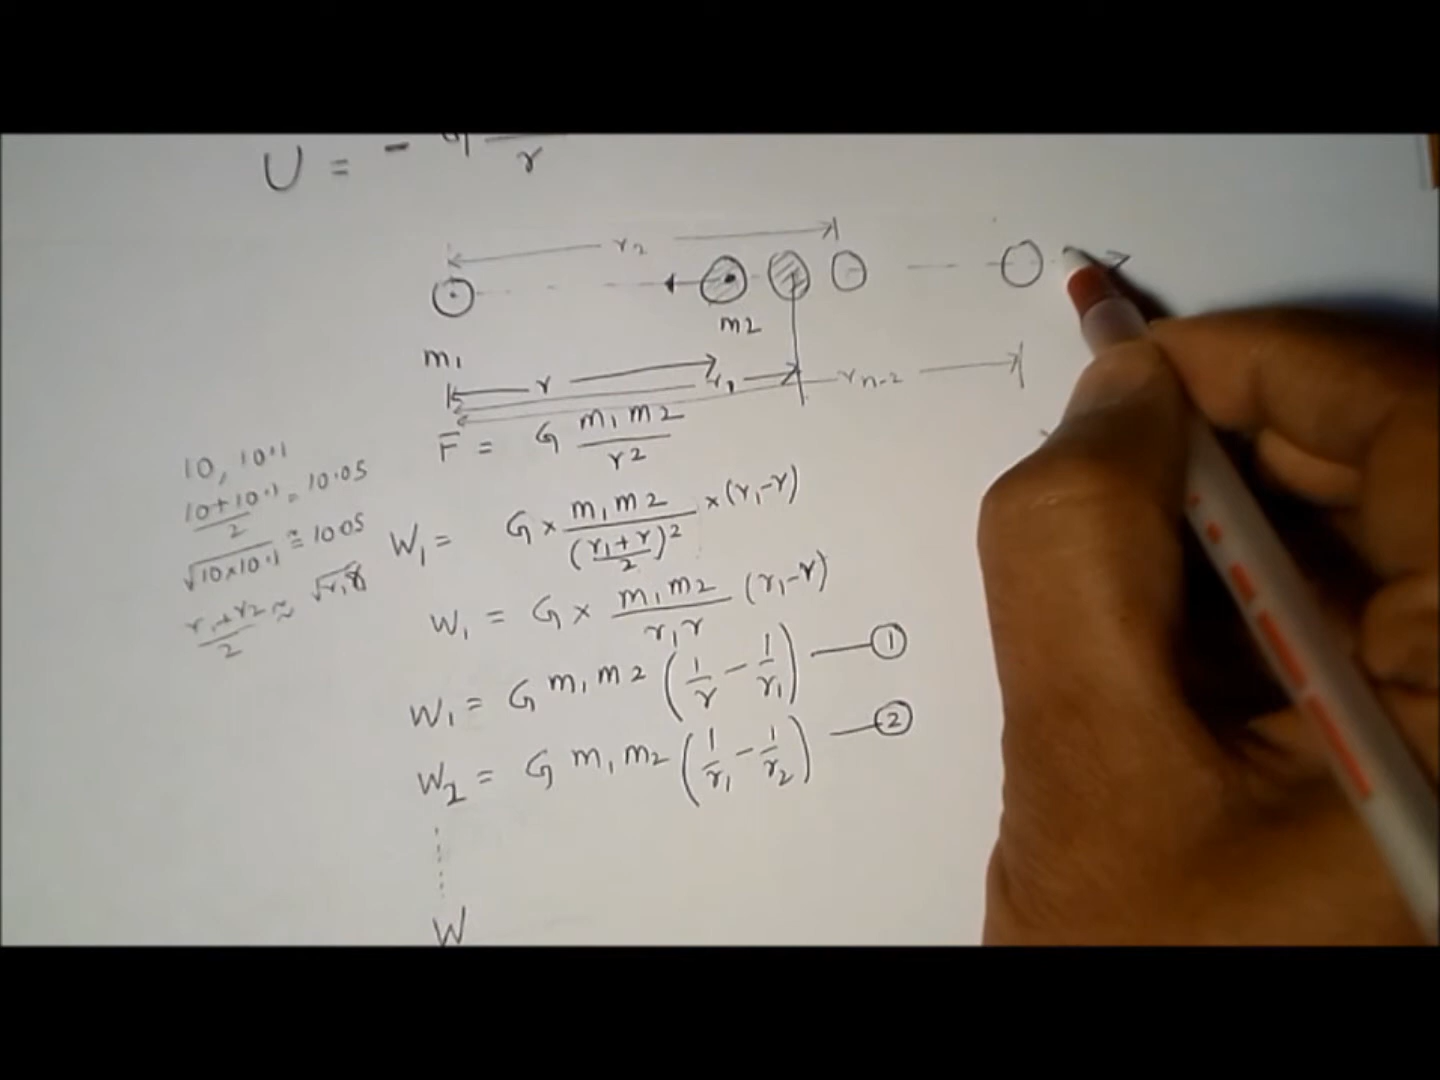 U = - G / r
r2
m2
m1
r
r1
rn-2
F = G m1 m2 / r2
10, 10.1
10+10.1 / 2 = 10.05
√10×10.1 ≅ 10.05
r1+r2 / 2 ≈ √r1r
W1 = G × m1 m2 / (r1+r / 2)2 × (r1-r)
W1 = G × m1 m2 / r1r (r1-r)
W1 = G m1 m2 (1/r - 1/r1) — 1
W2 = G m1 m2 (1/r1 - 1/r2) — 2
W